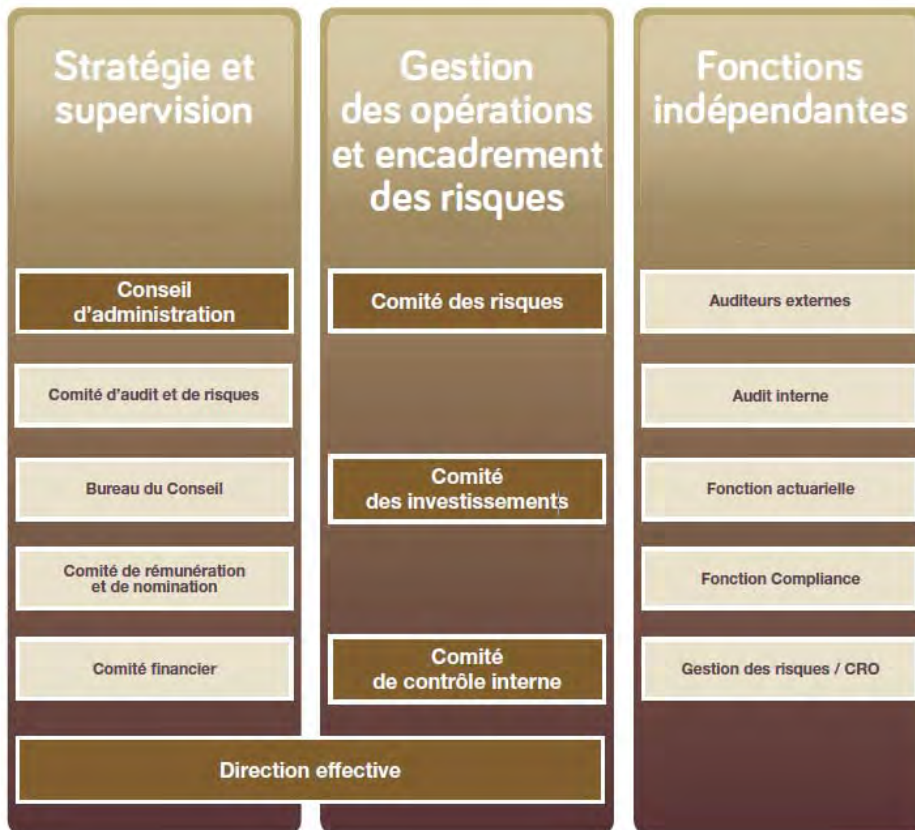 Stratégie et
supervision
Conseil
d'administration
Comité d'audit et de risques
Bureau du Conseil
Comité de rémunération
et de nomination
Comité financier
Gestion
des opérations
et encadrement
des risques
Comité des risques
Comité
des investissements
Comité
de contrôle interne
Direction effective
Fonctions
indépendantes
Auditeurs externes
Audit interne
Fonction actuarielle
Fonction Compliance
Gestion des risques / CRO